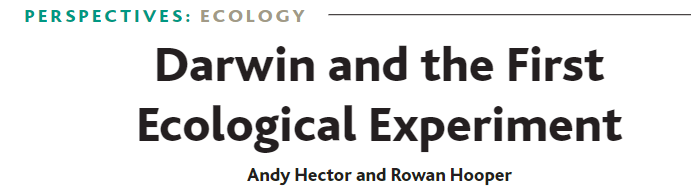 PERSPECTIVES: ECOLOGY
Darwin and the First
Ecological Experiment
Andy Hector and Rowan Hooper